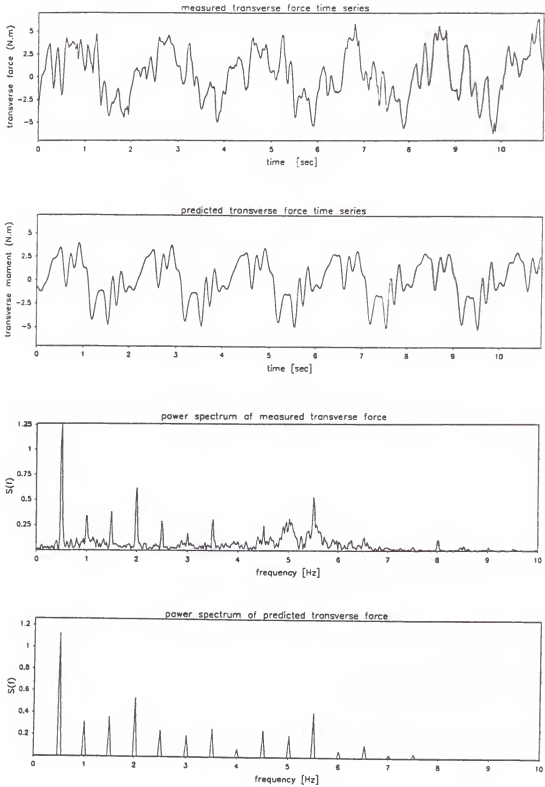 measured transverse force time series
transverse force (N.m)
5
2.5
0
−2.5
−5
0 1 2 3 4 5 6 7 8 9 10
time [sec]
predicted transverse force time series
transverse moment (N.m)
5
2.5
0
−2.5
−5
0 1 2 3 4 5 6 7 8 9 10
time [sec]
power spectrum of measured transverse force
S(f)
1.25
1
0.75
0.5
0.25
0 1 2 3 4 5 6 7 8 9 10
frequency [Hz]
power spectrum of predicted transverse force
S(f)
1.2
1
0.8
0.6
0.4
0.2
0 1 2 3 4 5 6 7 8 9 10
frequency [Hz]